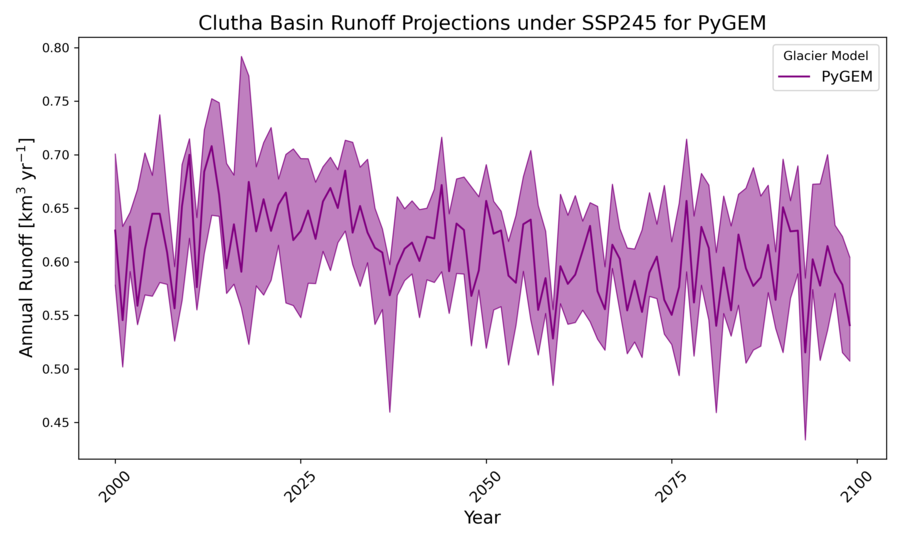 Clutha Basin Runoff Projections under SSP245 for PyGEM
Glacier Model
PyGEM
Annual Runoff [km³ yr⁻¹]
0.80
0.75
0.70
0.65
0.60
0.55
0.50
0.45
2000
2025
2050
2075
2100
Year